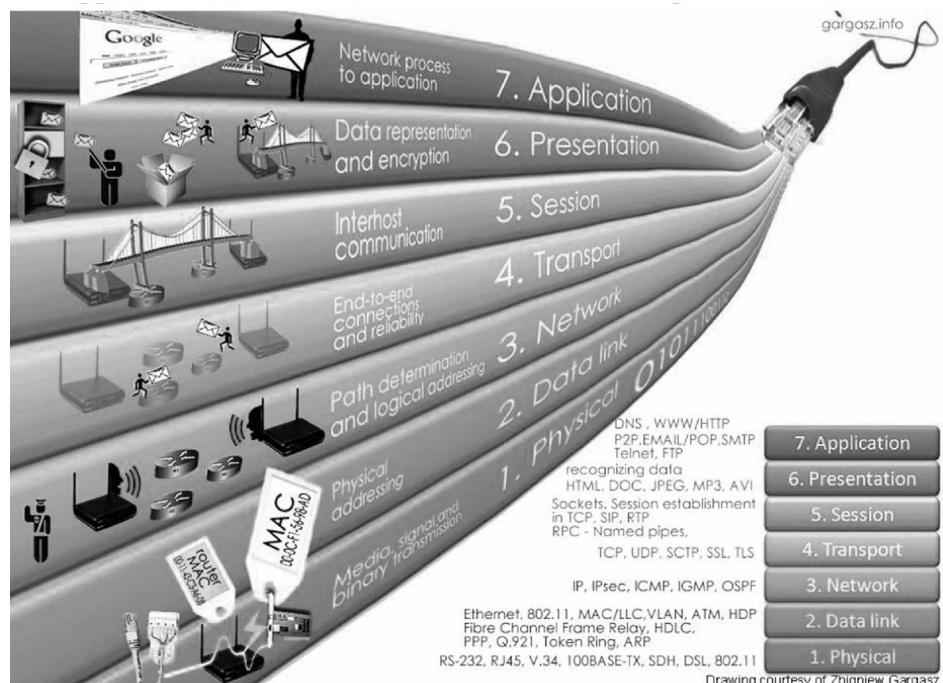 gargasz.info
Google
Network process
to application
7. Application
Data representation
and encryption
6. Presentation
Interhost
communication
5. Session
End-to-end
connections
and reliability
4. Transport
Path determination
and logical addressing
3. Network
Physical
addressing
2. Data link
Media, signal and
binary transmission
1. Physical
MAC
router
MAC
DNS , WWW/HTTP
P2P.EMAIL/POP,SMTP
Telnet, FTP
7. Application
recognizing data
HTML, DOC, JPEG, MP3, AVI
6. Presentation
Sockets, Session establishment
in TCP, SIP, RTP
RPC - Named pipes,
5. Session
TCP, UDP, SCTP, SSL, TLS
4. Transport
IP, IPsec, ICMP, IGMP, OSPF
3. Network
Ethernet, 802.11, MAC/LLC,VLAN, ATM, HDP
Fibre Channel Frame Relay, HDLC,
PPP, Q.921, Token Ring, ARP
2. Data link
RS-232, RJ45, V.34, 100BASE-TX, SDH, DSL, 802.11
1. Physical
Drawing courtesy of Zbigniew Gargasz